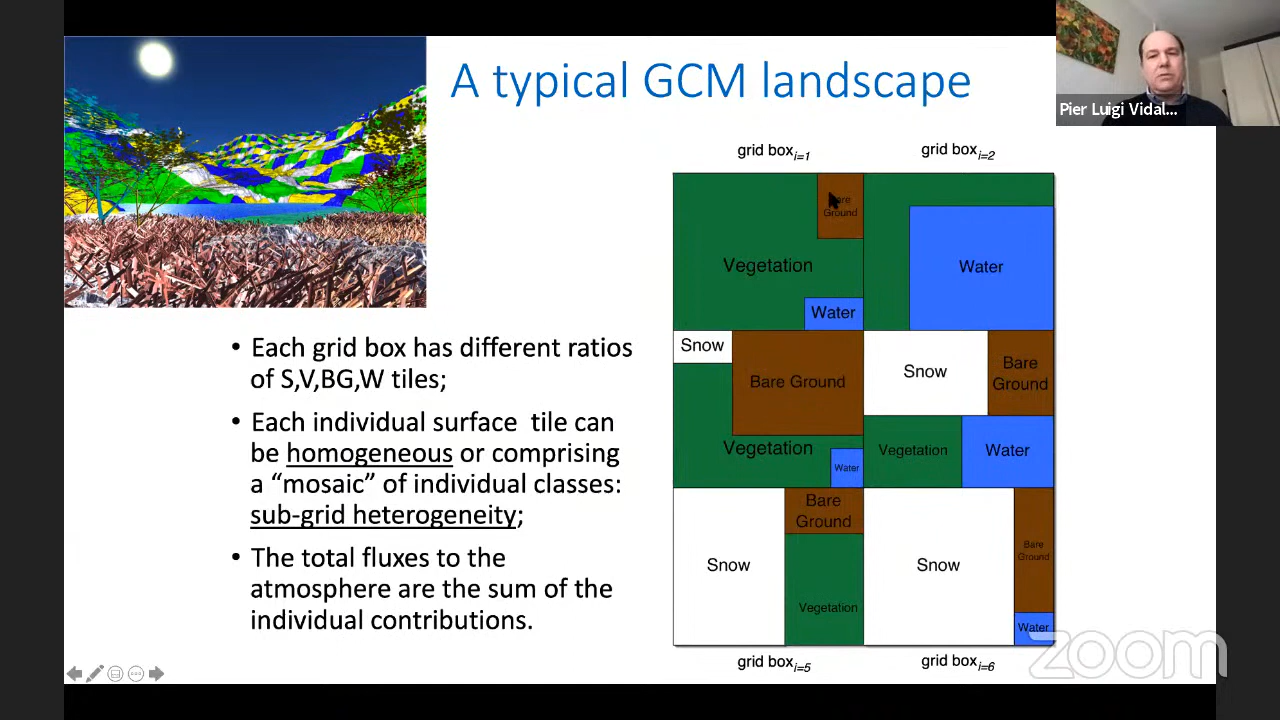 A typical GCM landscape
Pier Luigi Vidal...
grid box i=1
grid box i=2
Ground
Vegetation
Water
Water
Snow
Bare Ground
Vegetation
Water
Snow
Bare
Ground
Vegetation
Water
Snow
Bare
Ground
Vegetation
Snow
Bare
Ground
Water
grid box i=5
grid box i=6
• Each grid box has different ratios
of S,V,BG,W tiles;
• Each individual surface tile can
be homogeneous or comprising
a “mosaic” of individual classes:
sub-grid heterogeneity;
• The total fluxes to the
atmosphere are the sum of the
individual contributions.
zoom